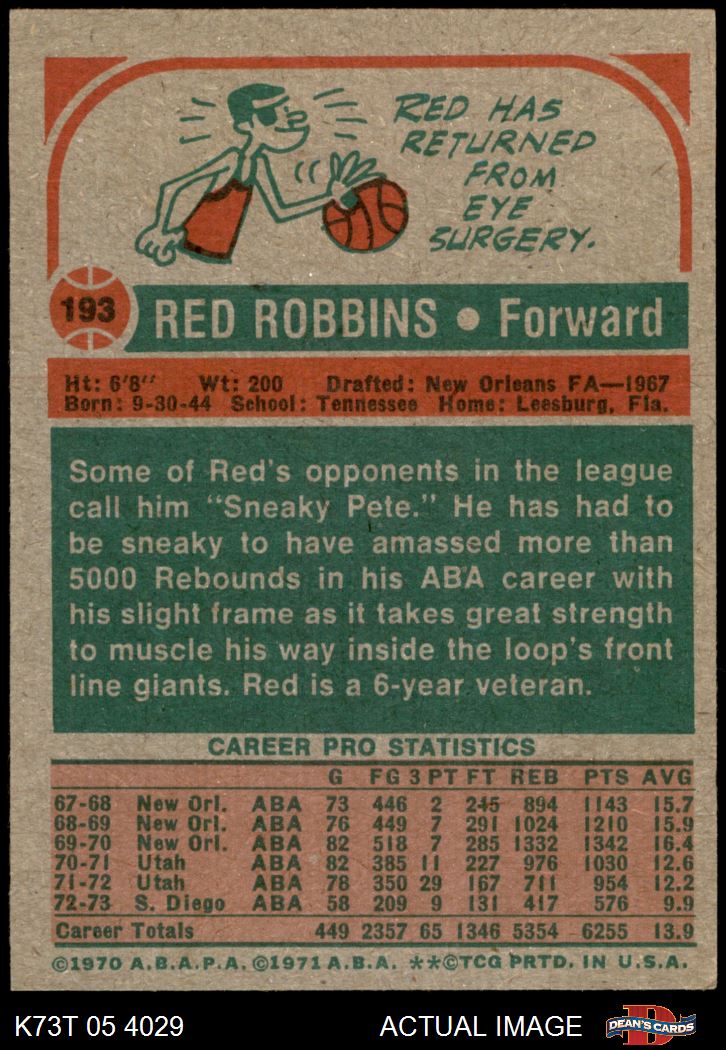 RED HAS
RETURNED
FROM
EYE
SURGERY.
193 RED ROBBINS • Forward
Ht: 6'8'' Wt: 200 Drafted: New Orleans FA—1967
Born: 9-30-44 School: Tennessee Home: Leesburg, Fla.
Some of Red's opponents in the league
call him "Sneaky Pete." He has had to
be sneaky to have amassed more than
5000 Rebounds in his ABA career with
his slight frame as it takes great strength
to muscle his way inside the loop's front
line giants. Red is a 6-year veteran.
CAREER PRO STATISTICS
G FG 3 PT FT REB PTS AVG
67-68 New Orl. ABA 73 446 2 245 894 1143 15.7
68-69 New Orl. ABA 76 449 7 291 1024 1210 15.9
69-70 New Orl. ABA 82 518 7 285 1332 1342 16.4
70-71 Utah ABA 82 385 11 227 976 1030 12.6
71-72 Utah ABA 78 350 29 167 711 954 12.2
72-73 S. Diego ABA 58 209 9 131 417 576 9.9
Career Totals 449 2357 65 1346 5354 6255 13.9
©1970 A.B.A.P.A. ©1971 A.B.A. **©TCG PRTD. IN U.S.A.
K73T 05 4029 ACTUAL IMAGE D DEAN'S CARDS